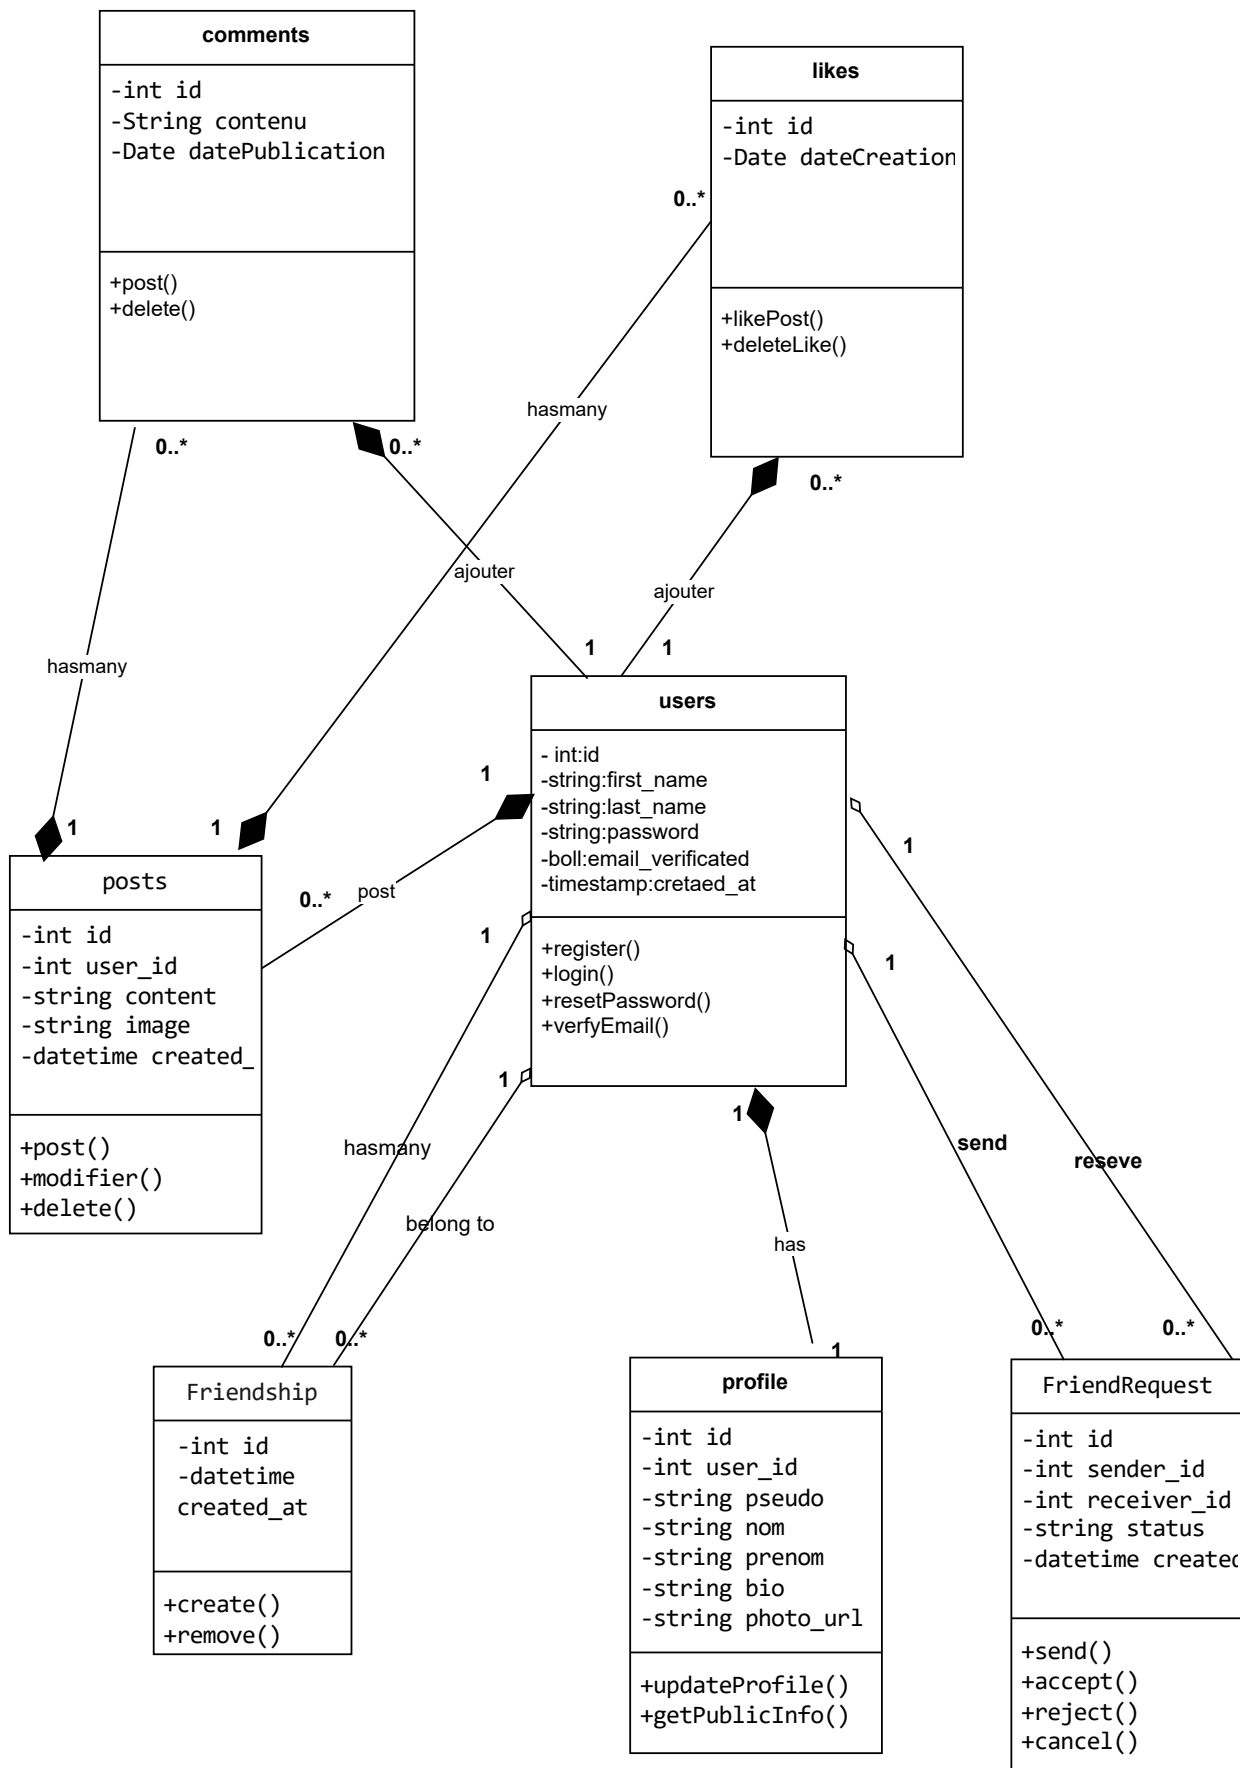 comments
-int id
-String contenu
-Date datePublication
+post()
+delete()
likes
-int id
-Date dateCreation
+likePost()
+deleteLike()
0..*
hasmany
0..*
0..*
0..*
ajouter
ajouter
1
1
hasmany
users
- int:id
-string:first_name
-string:last_name
-string:password
-boll:email_verificated
-timestamp:cretaed_at
+register()
+login()
+resetPassword()
+verfyEmail()
1
1
1
1
post
0..*
posts
-int id
-int user_id
-string content
-string image
-datetime created_
+post()
+modifier()
+delete()
1
1
1
1
hasmany
belong to
1
has
send
reseve
0..*
0..*
1
0..*
0..*
Friendship
-int id
-datetime
created_at
+create()
+remove()
profile
-int id
-int user_id
-string pseudo
-string nom
-string prenom
-string bio
-string photo_url
+updateProfile()
+getPublicInfo()
FriendRequest
-int id
-int sender_id
-int receiver_id
-string status
-datetime created
+send()
+accept()
+reject()
+cancel()